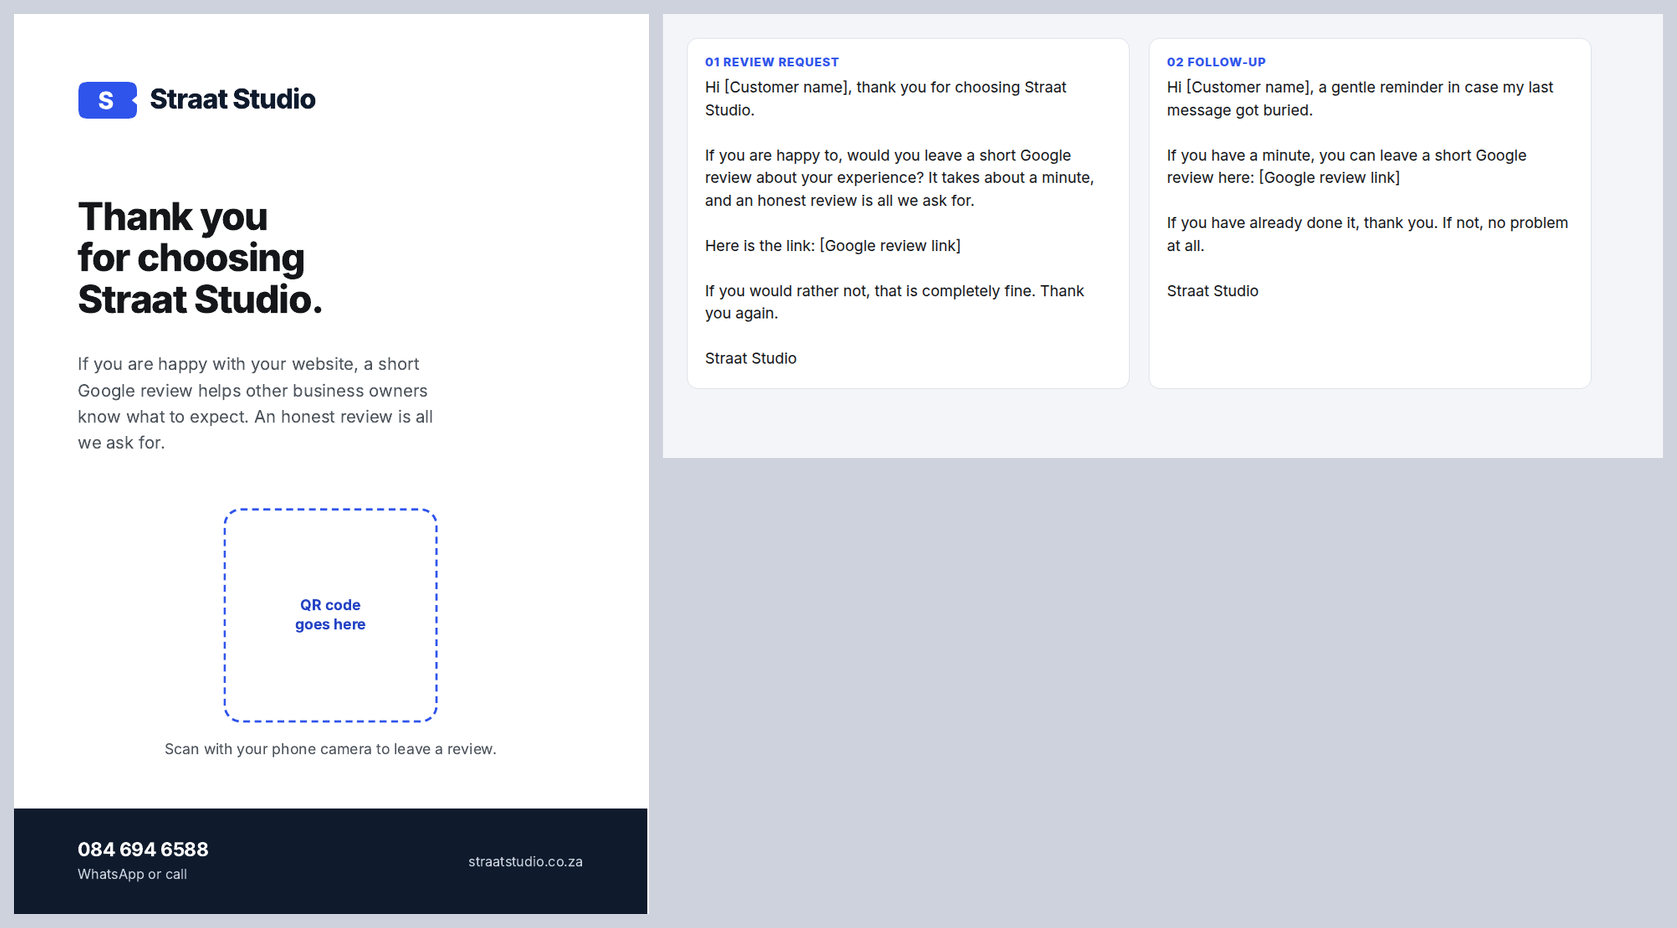 S
Straat Studio
Thank you
for choosing
Straat Studio.
If you are happy with your website, a short
Google review helps other business owners
know what to expect. An honest review is all
we ask for.
QR code
goes here
Scan with your phone camera to leave a review.
084 694 6588
WhatsApp or call
straatstudio.co.za
01 REVIEW REQUEST
Hi [Customer name], thank you for choosing Straat
Studio.
If you are happy to, would you leave a short Google
review about your experience? It takes about a minute,
and an honest review is all we ask for.
Here is the link: [Google review link]
If you would rather not, that is completely fine. Thank
you again.
Straat Studio
02 FOLLOW-UP
Hi [Customer name], a gentle reminder in case my last
message got buried.
If you have a minute, you can leave a short Google
review here: [Google review link]
If you have already done it, thank you. If not, no problem
at all.
Straat Studio